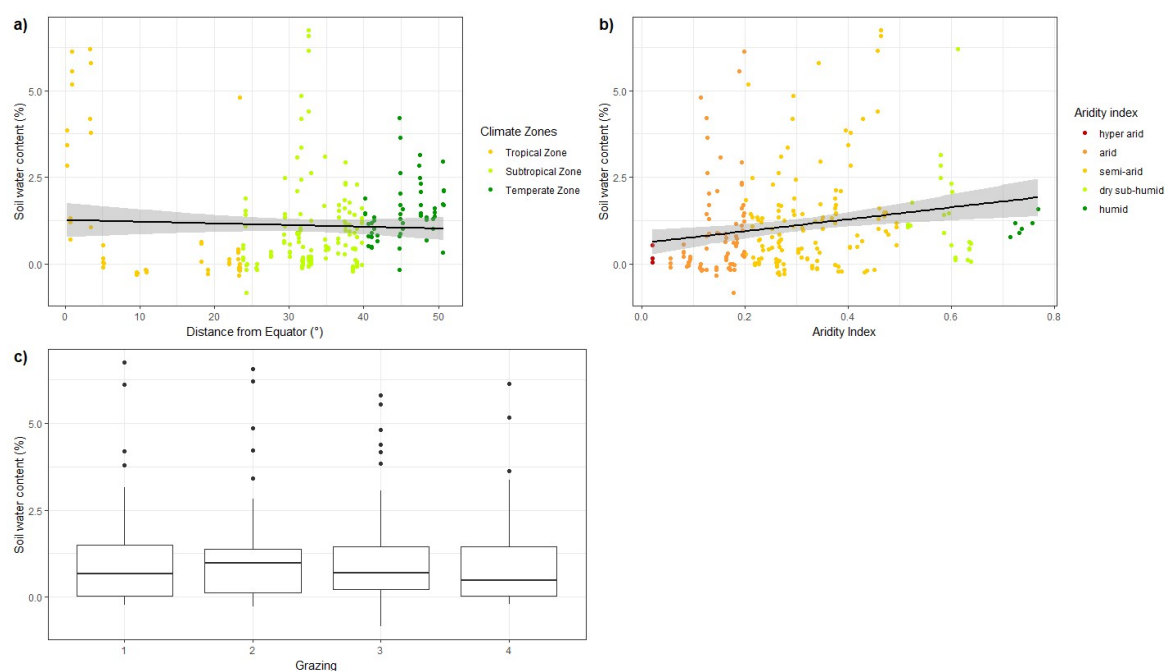 a)
Soil water content (%)
5.0
2.5
0.0
0
10
20
30
40
50
Distance from Equator (°)
Climate Zones
Tropical Zone
Subtropical Zone
Temperate Zone
b)
Soil water content (%)
5.0
2.5
0.0
0.0
0.2
0.4
0.6
0.8
Aridity Index
Aridity index
hyper arid
arid
semi-arid
dry sub-humid
humid
c)
Soil water content (%)
5.0
2.5
0.0
1
2
3
4
Grazing